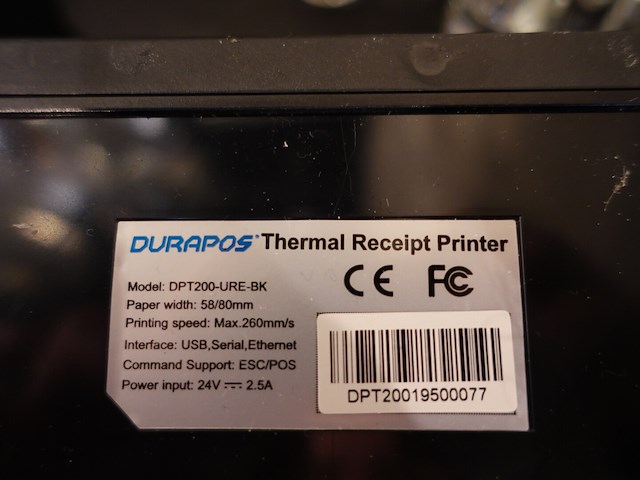 DURAPOS® Thermal Receipt Printer
Model: DPT200-URE-BK
Paper width: 58/80mm
Printing speed: Max.260mm/s
Interface: USB,Serial,Ethernet
Command Support: ESC/POS
Power input: 24V ⎓ 2.5A
CE FC
DPT20019500077